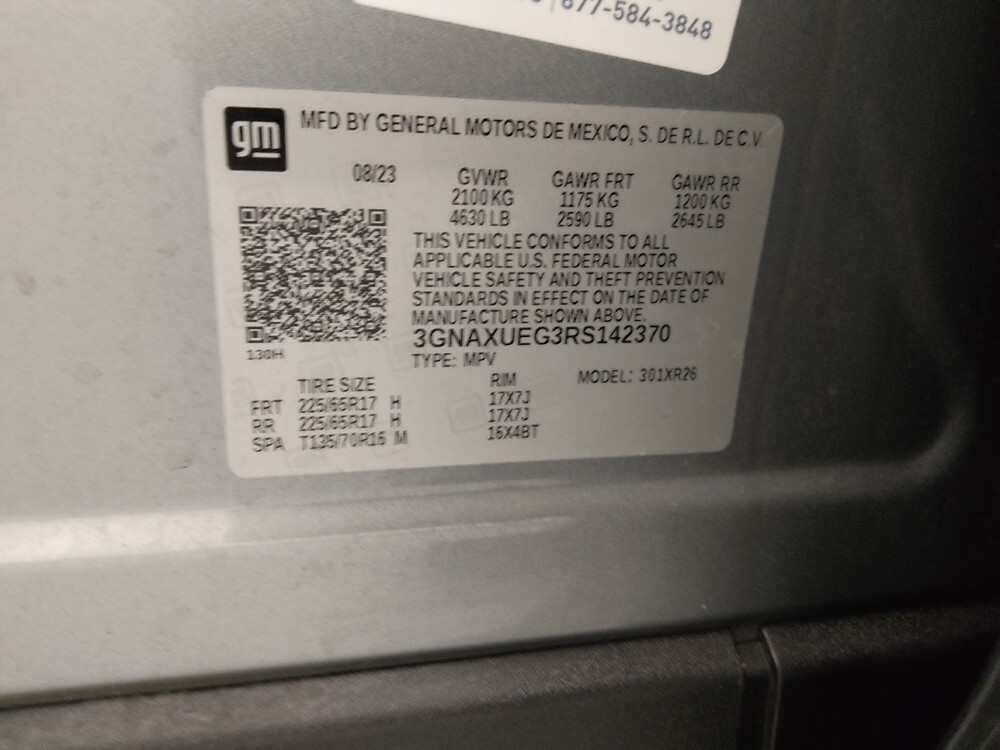 877-584-3848
gm
MFD BY GENERAL MOTORS DE MEXICO, S. DE R.L. DE C.V.
08/23 GVWR GAWR FRT GAWR RR
2100 KG 1175 KG 1200 KG
4630 LB 2590 LB 2645 LB
THIS VEHICLE CONFORMS TO ALL
APPLICABLE U.S. FEDERAL MOTOR
VEHICLE SAFETY AND THEFT PREVENTION
STANDARDS IN EFFECT ON THE DATE OF
MANUFACTURE SHOWN ABOVE.
3GNAXUEG3RS142370
130H
TYPE: MPV
TIRE SIZE RIM MODEL: 301XR26
FRT 225/65R17 H 17X7J
RR 225/65R17 H 17X7J
SPA T135/70R16 M 16X4BT